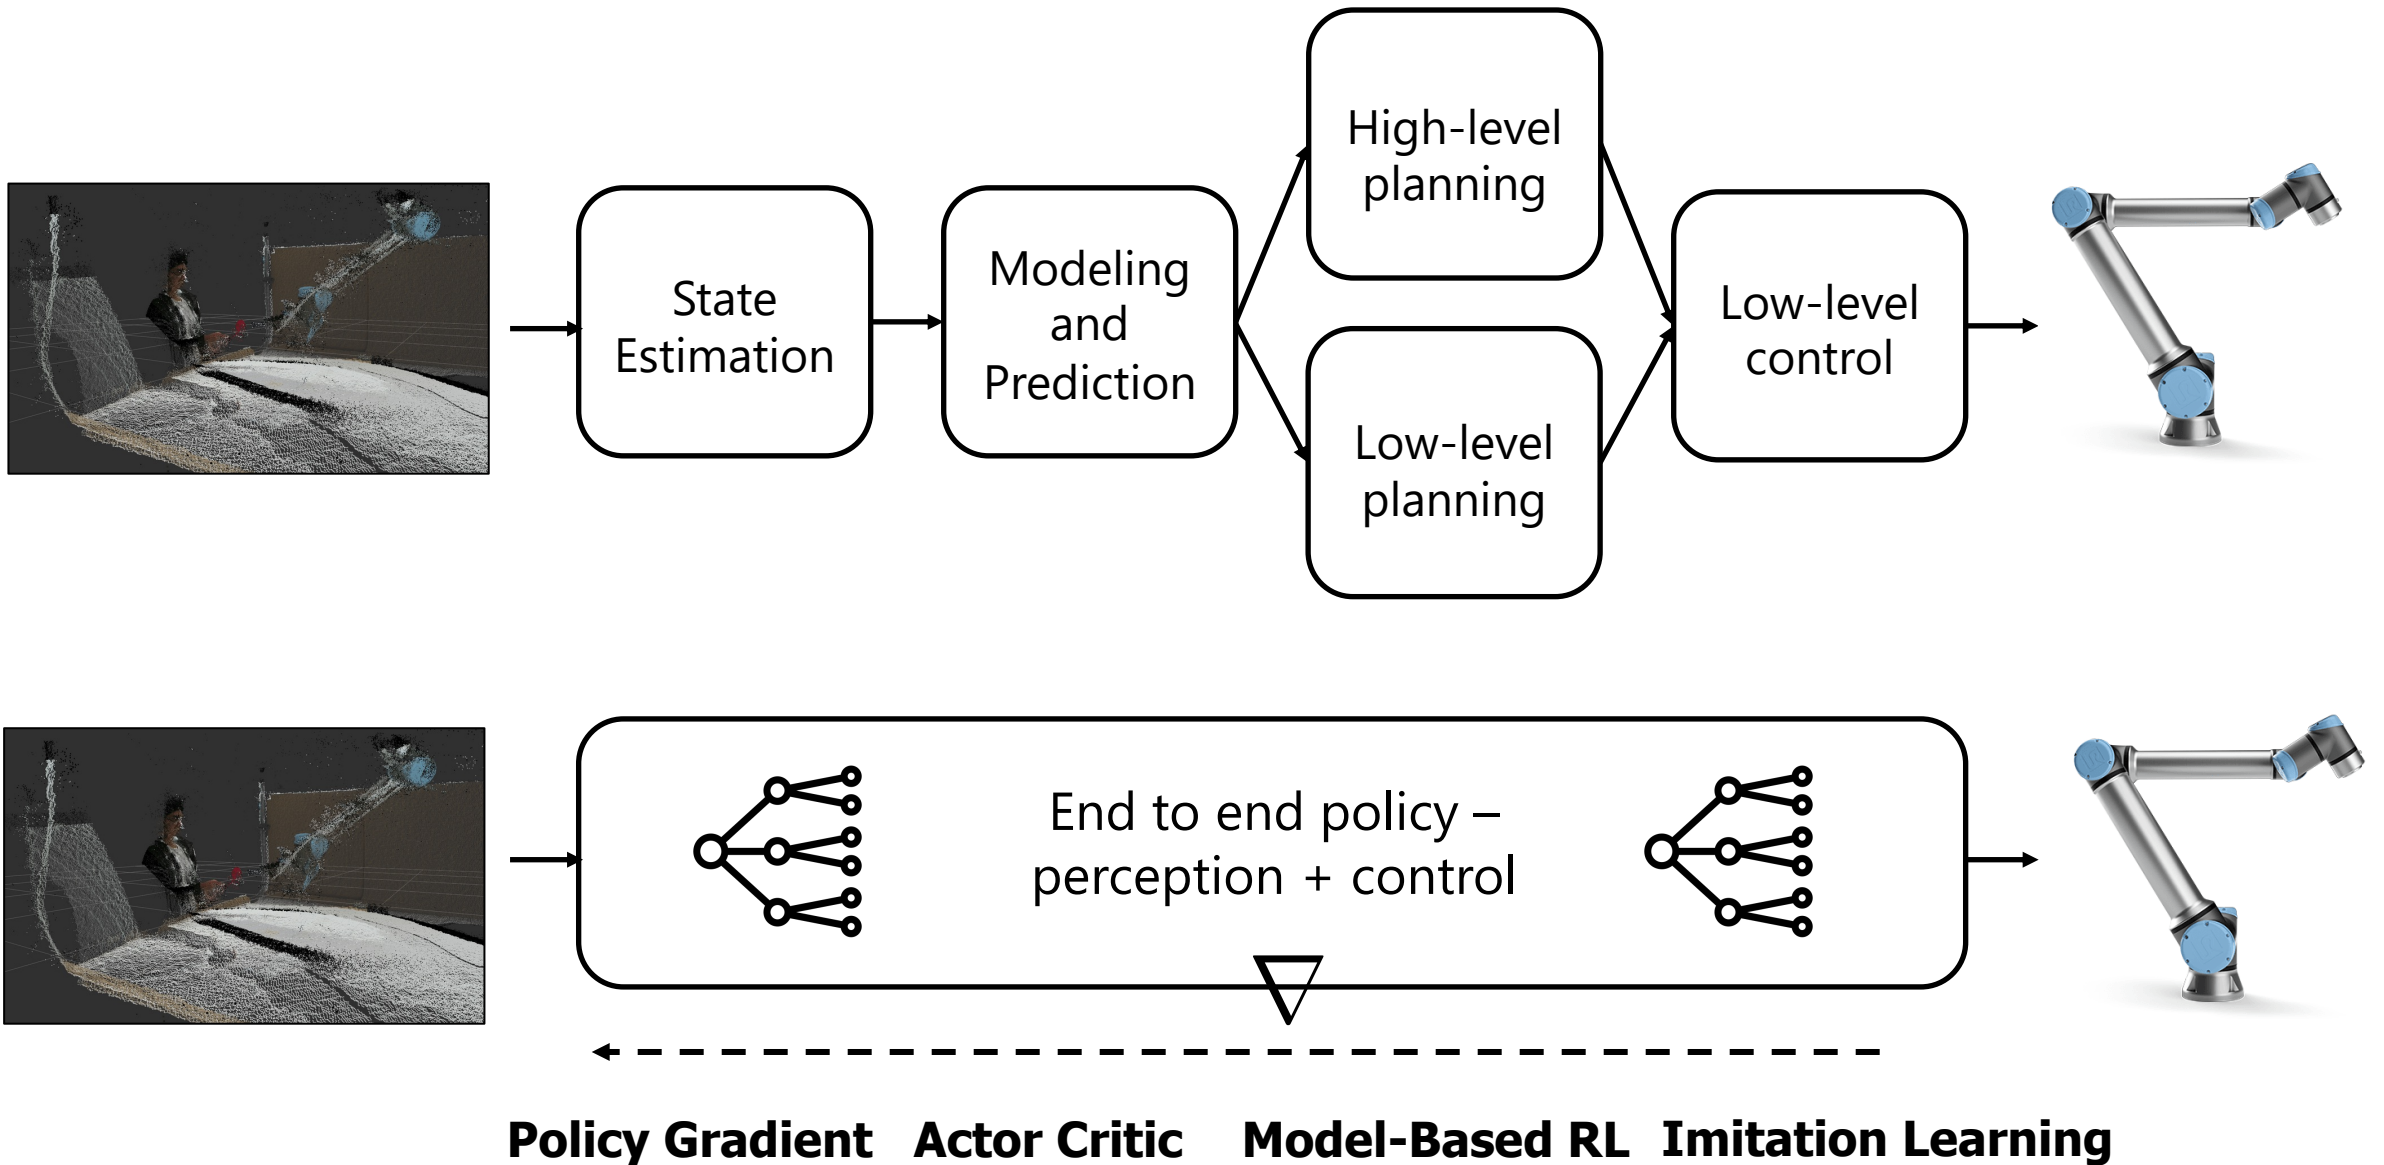 High-level
planning
State
Estimation
Modeling
and
Prediction
Low-level
planning
Low-level
control
End to end policy –
perception + control
Policy Gradient Actor Critic Model-Based RL Imitation Learning